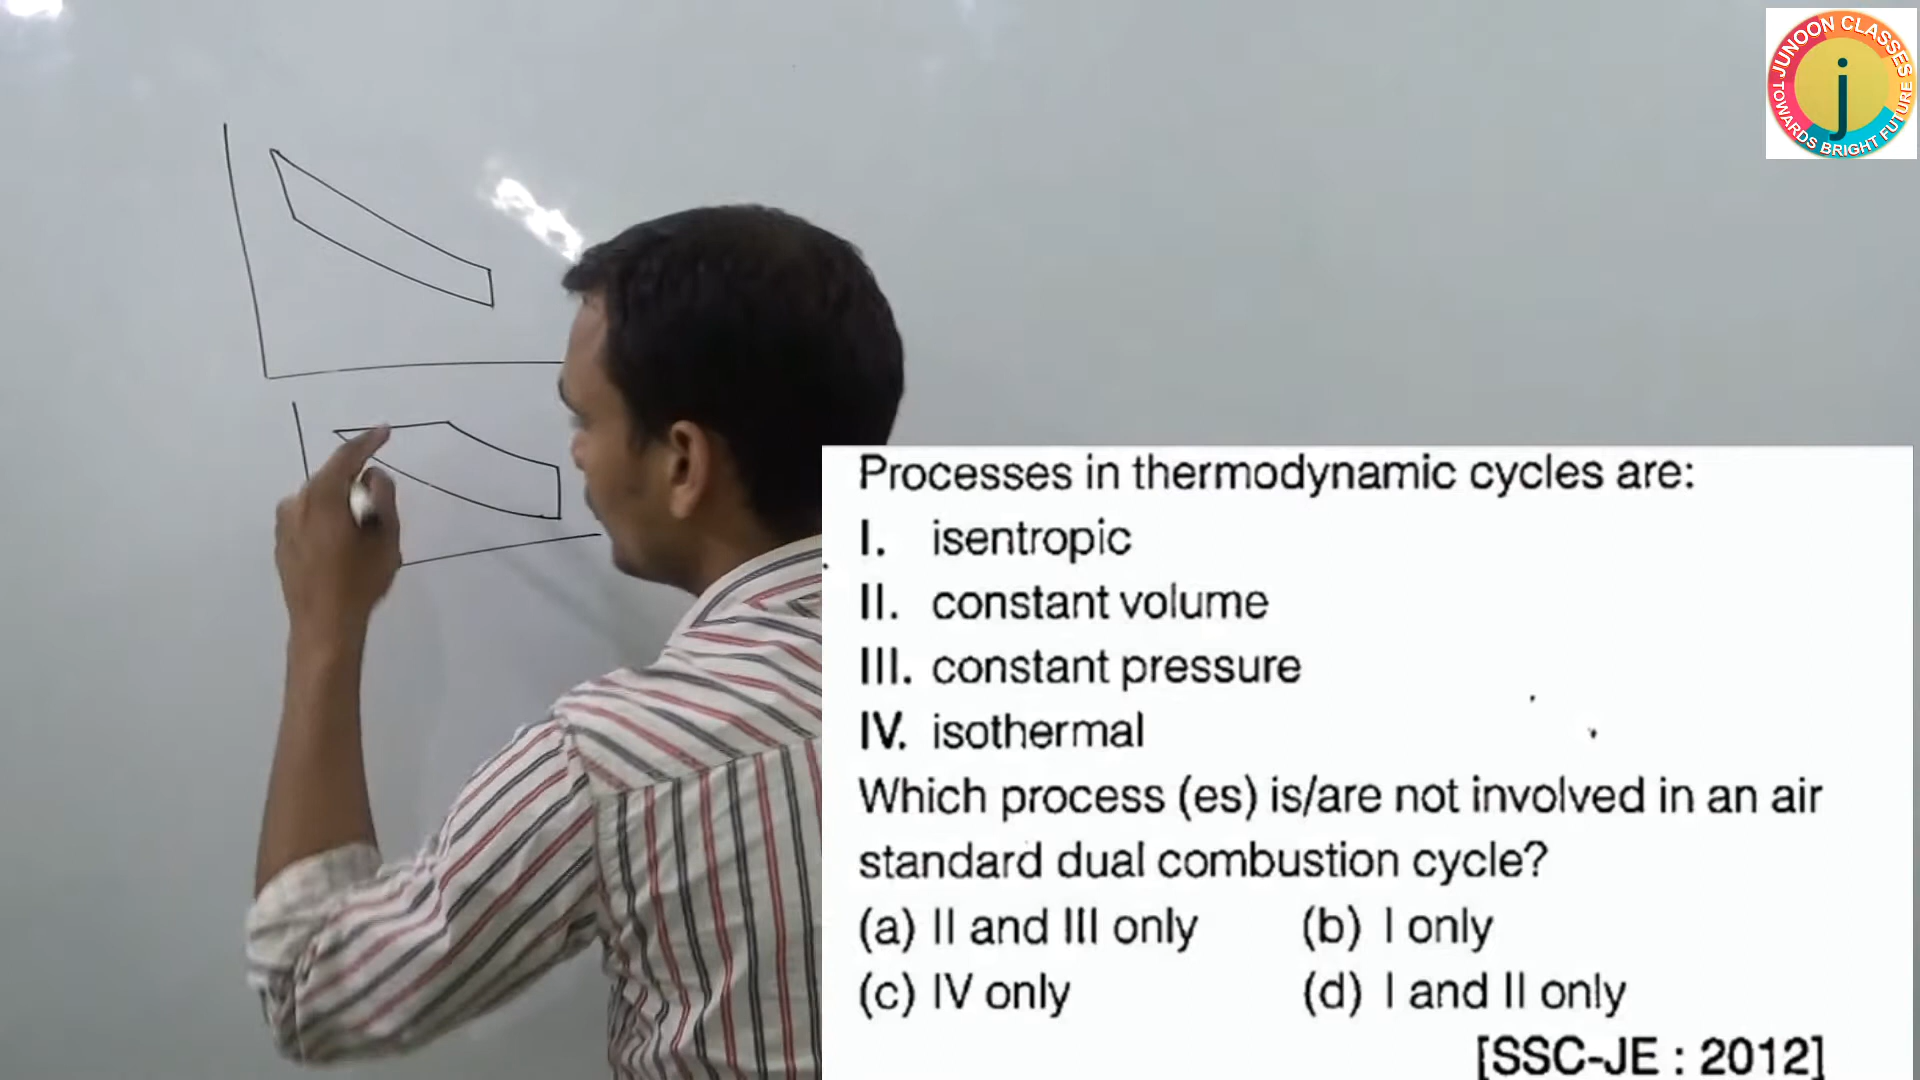 JUNOON CLASSES
TOWARDS BRIGHT FUTURE
j
Processes in thermodynamic cycles are:
I. isentropic
II. constant volume
III. constant pressure
IV. isothermal
Which process (es) is/are not involved in an air
standard dual combustion cycle?
(a) II and III only (b) I only
(c) IV only (d) I and II only
[SSC-JE : 2012]